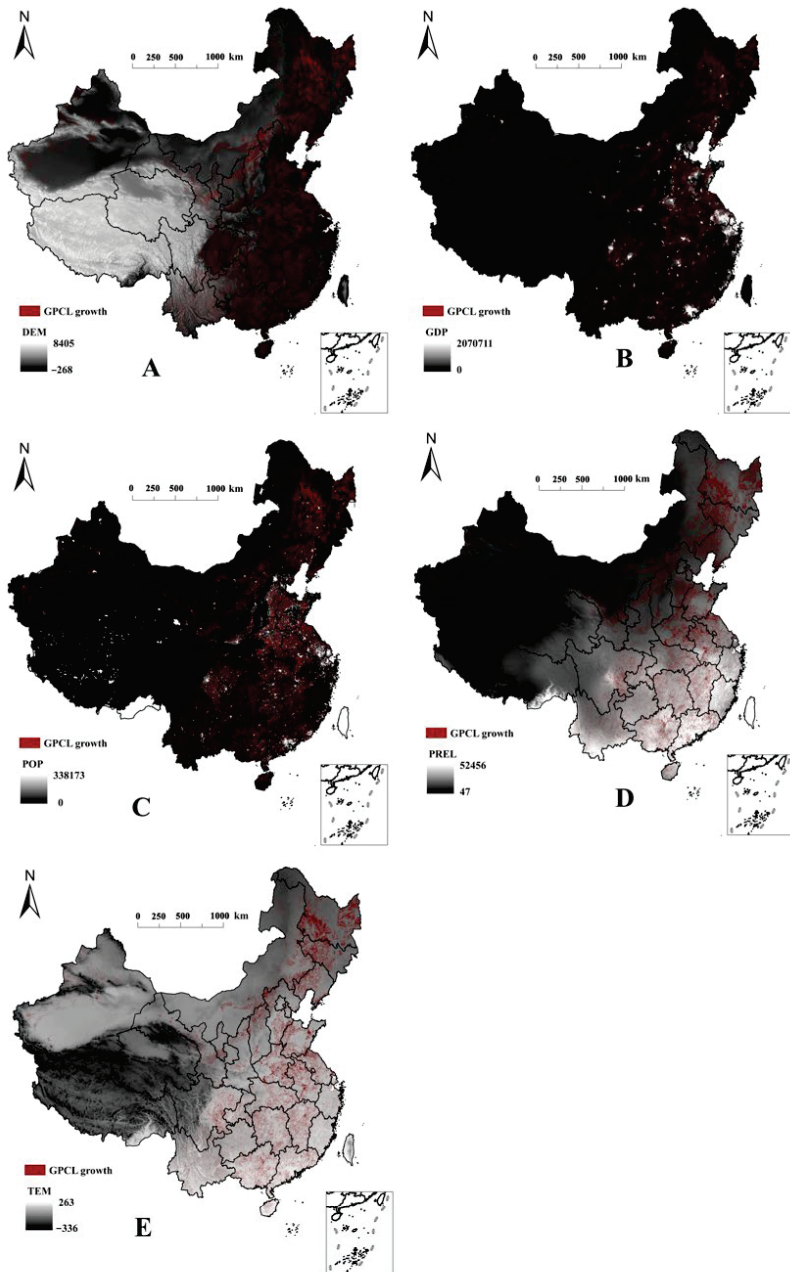 N
0 250 500 1000 km
GPCL growth
DEM
8405
-268
A
N
0 250 500 1000 km
GPCL growth
GDP
2070711
0
B
N
0 250 500 1000 km
GPCL growth
POP
338173
0
C
N
0 250 500 1000 km
GPCL growth
PREL
52456
47
D
N
0 250 500 1000 km
GPCL growth
TEM
263
-336
E